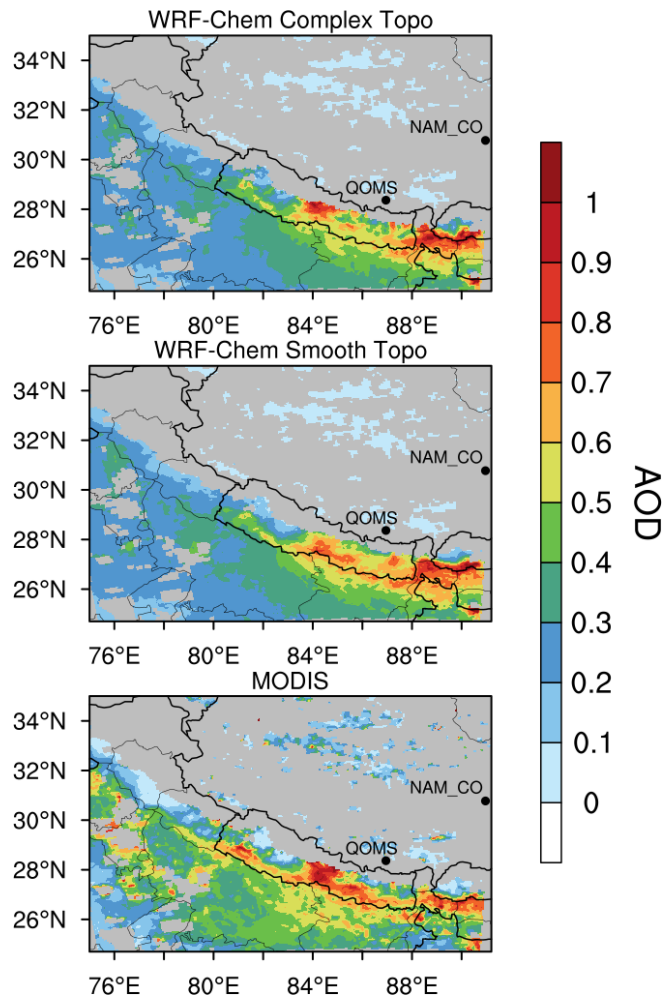 WRF-Chem Complex Topo
34°N
32°N
30°N
28°N
26°N
NAM_CO
QOMS
76°E 80°E 84°E 88°E
WRF-Chem Smooth Topo
34°N
32°N
30°N
28°N
26°N
NAM_CO
QOMS
76°E 80°E 84°E 88°E
MODIS
34°N
32°N
30°N
28°N
26°N
NAM_CO
QOMS
76°E 80°E 84°E 88°E
1
0.9
0.8
0.7
0.6
0.5
0.4
0.3
0.2
0.1
0
AOD